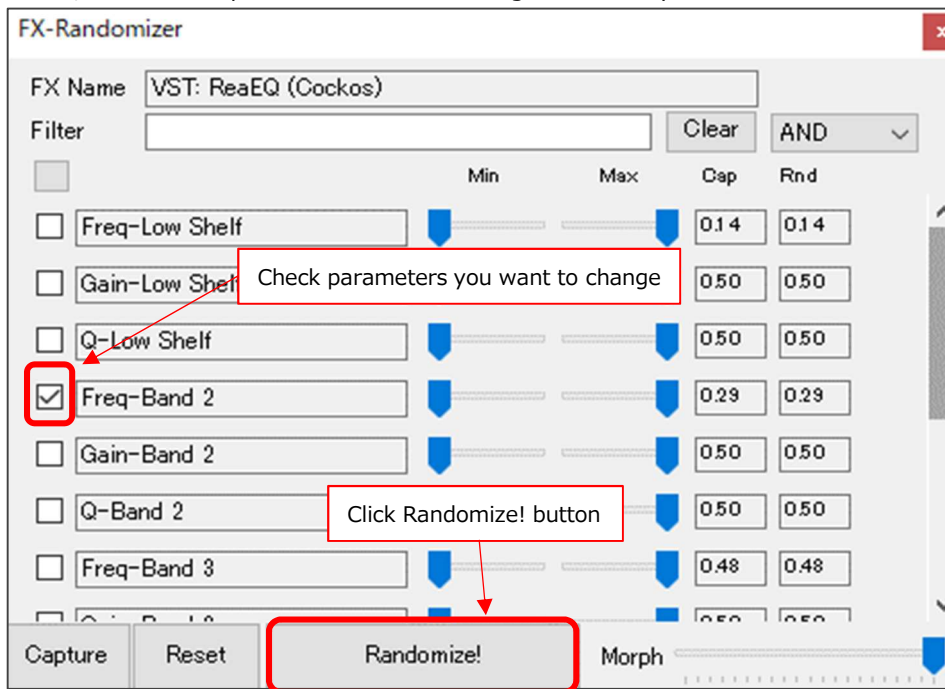 FX-Randomizer
x
FX Name VST: ReaEQ (Cockos)
Filter Clear AND
Min Max Cap Rnd
Freq-Low Shelf 0.14 0.14
Gain-Low Shelf 0.50 0.50
Check parameters you want to change
Q-Low Shelf 0.50 0.50
Freq-Band 2 0.29 0.29
Gain-Band 2 0.50 0.50
Q-Band 2 0.50 0.50
Click Randomize! button
Freq-Band 3 0.48 0.48
Capture Reset Randomize! Morph